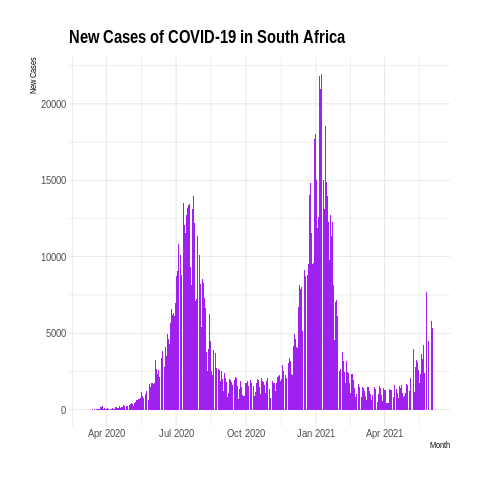 New Cases of COVID-19 in South Africa
New Cases
20000
15000
10000
5000
0
Apr 2020 Jul 2020 Oct 2020 Jan 2021 Apr 2021
Month